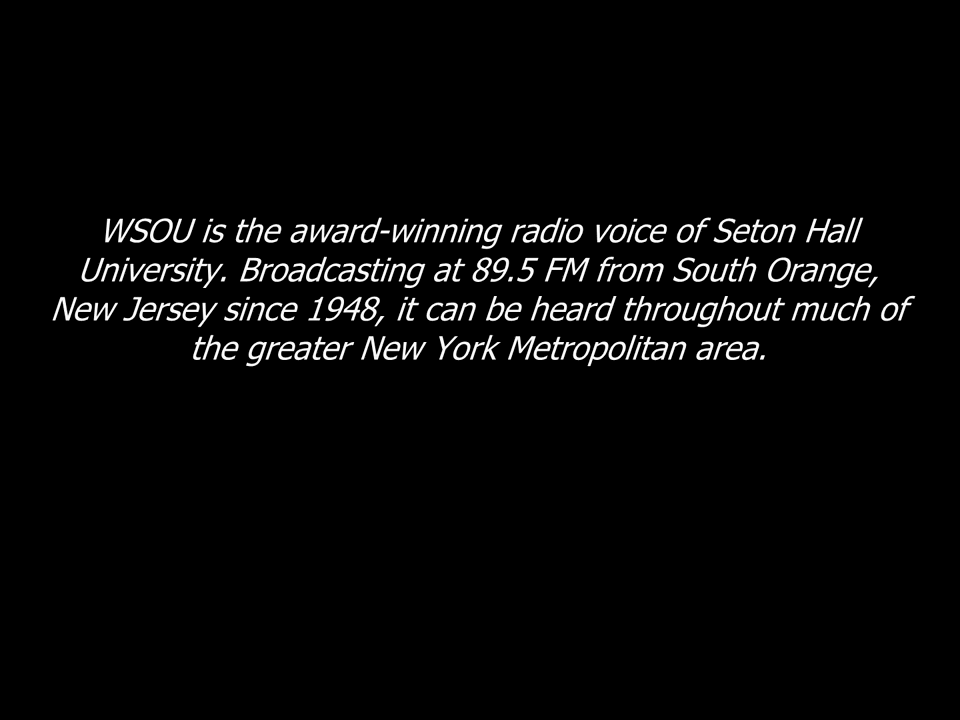 WSOU is the award-winning radio voice of Seton Hall
University. Broadcasting at 89.5 FM from South Orange,
New Jersey since 1948, it can be heard throughout much of
the greater New York Metropolitan area.